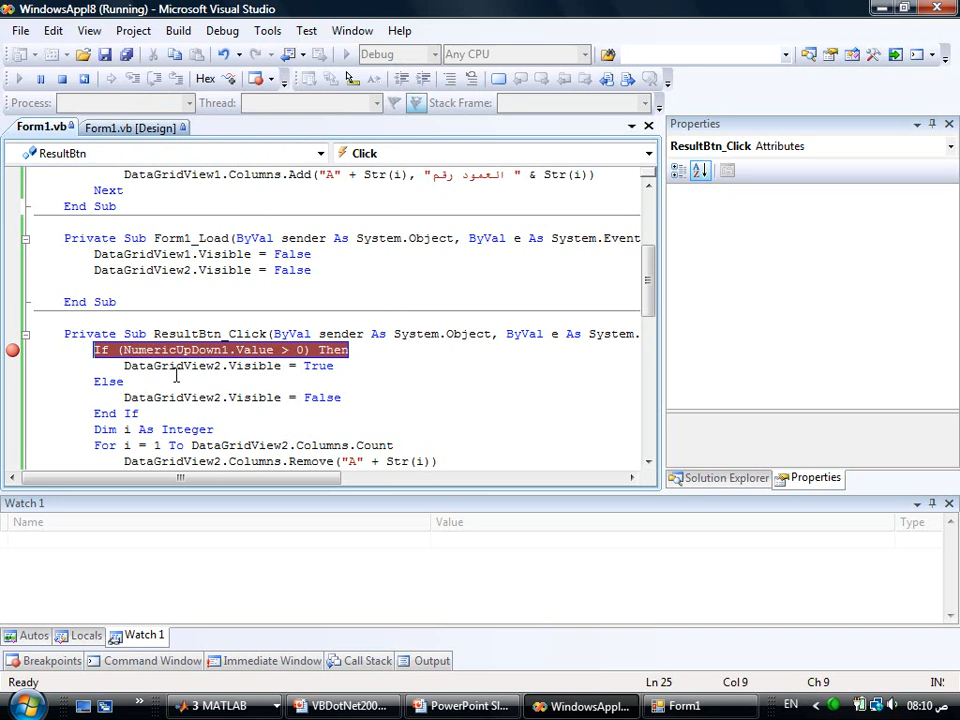 WindowsAppl8 (Running) - Microsoft Visual Studio
File Edit View Project Build Debug Tools Test Window Help
Debug Any CPU
Hex
Process: Thread: Stack Frame:
Form1.vb Form1.vb [Design]
ResultBtn Click
DataGridView1.Columns.Add("A" + Str(i), "العمود رقم " & Str(i))
Next
End Sub
Private Sub Form1_Load(ByVal sender As System.Object, ByVal e As System.Event
DataGridView1.Visible = False
DataGridView2.Visible = False
End Sub
Private Sub ResultBtn_Click(ByVal sender As System.Object, ByVal e As System.
If (NumericUpDown1.Value > 0) Then
DataGridView2.Visible = True
Else
DataGridView2.Visible = False
End If
Dim i As Integer
For i = 1 To DataGridView2.Columns.Count
DataGridView2.Columns.Remove("A" + Str(i))
Properties
ResultBtn_Click Attributes
Solution Explorer Properties
Watch 1
Name Value Type
Autos Locals Watch 1
Breakpoints Command Window Immediate Window Call Stack Output
Ready Ln 25 Col 9 Ch 9 INS
3 MATLAB VBDotNet200... PowerPoint Sl... WindowsAppl... Form1 EN 08:10 ص